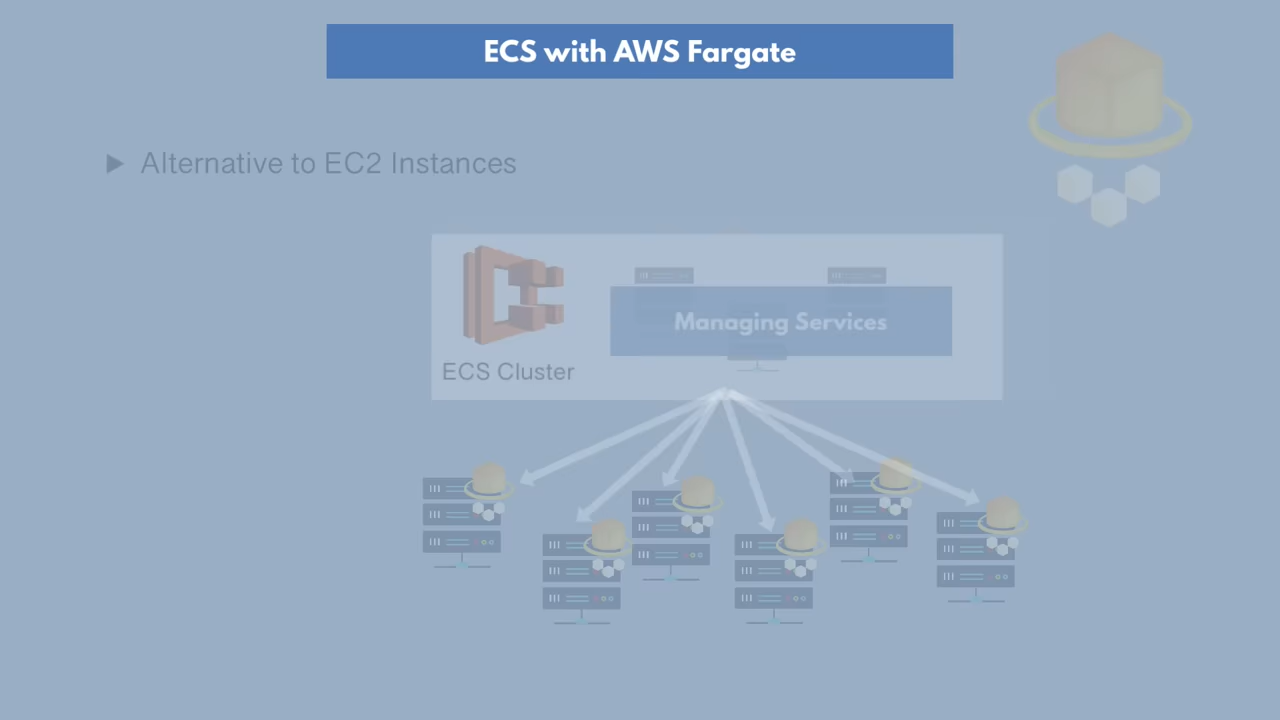 ECS with AWS Fargate
► Alternative to EC2 Instances
Managing Services
ECS Cluster